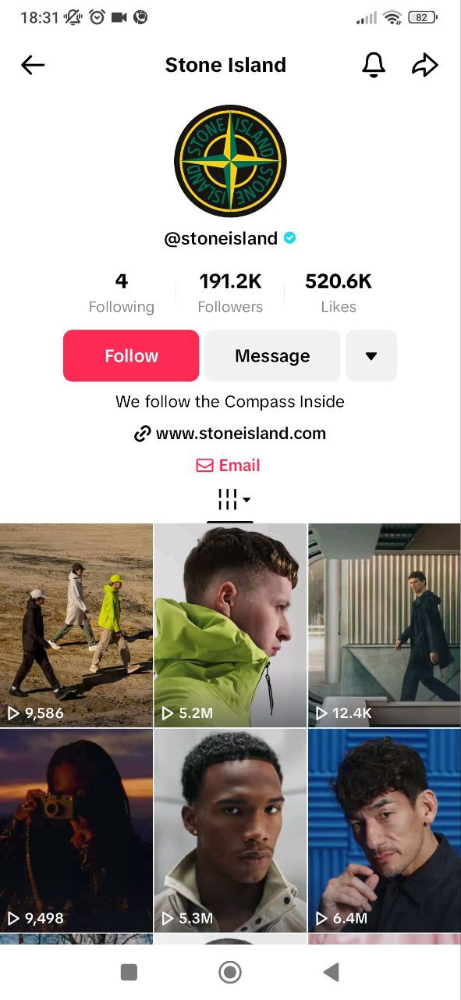 18:31
82
Stone Island
STONE ISLAND
STONE ISLAND
@stoneisland
4 191.2K 520.6K
Following Followers Likes
Follow Message
We follow the Compass Inside
www.stoneisland.com
Email
9,586 5.2M 12.4K
9,498 5.3M 6.4M